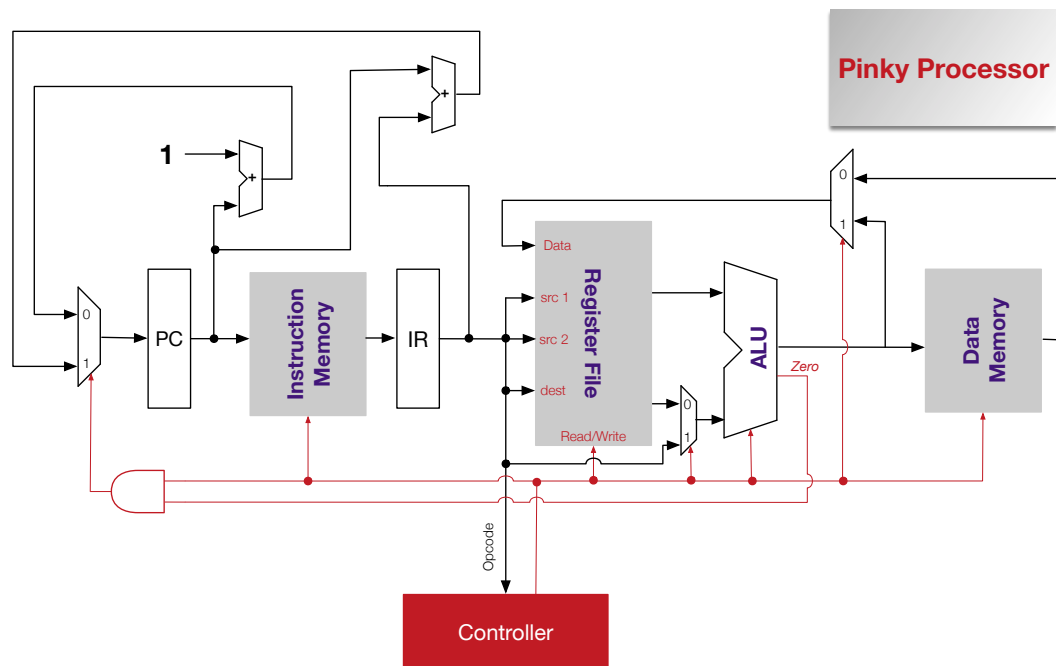 Pinky Processor
+
1
+
0
1
Data
Register File
src 1
src 2
dest
Read/Write
0
1
PC
Instruction
Memory
IR
0
1
ALU
Zero
Data
Memory
Opcode
Controller